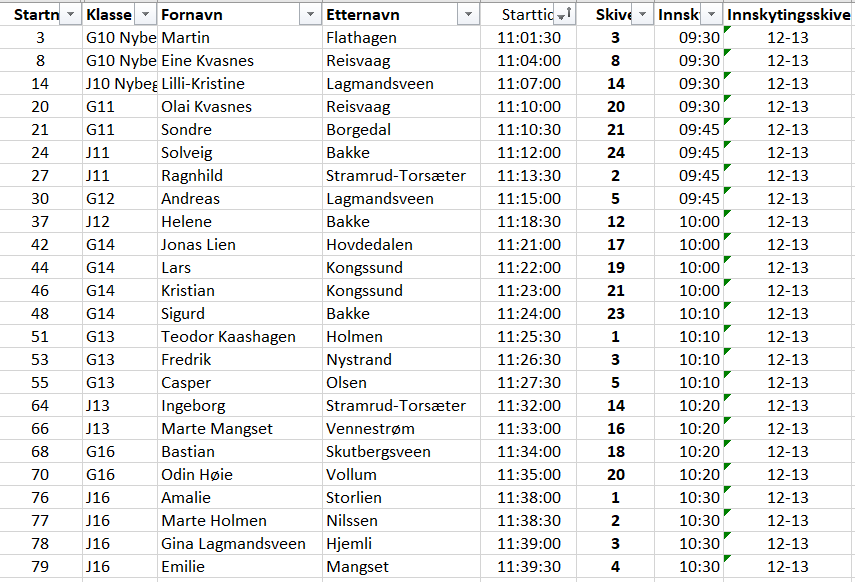 Startn Klasse Fornavn Etternavn Starttid Skive Innsk Innskytingsskive
3 G10 Nybe Martin Flathagen 11:01:30 3 09:30 12-13
8 G10 Nybe Eine Kvasnes Reisvaag 11:04:00 8 09:30 12-13
14 J10 Nybeg Lilli-Kristine Lagmandsveen 11:07:00 14 09:30 12-13
20 G11 Olai Kvasnes Reisvaag 11:10:00 20 09:30 12-13
21 G11 Sondre Borgedal 11:10:30 21 09:45 12-13
24 J11 Solveig Bakke 11:12:00 24 09:45 12-13
27 J11 Ragnhild Stramrud-Torsæter 11:13:30 2 09:45 12-13
30 G12 Andreas Lagmandsveen 11:15:00 5 09:45 12-13
37 J12 Helene Bakke 11:18:30 12 10:00 12-13
42 G14 Jonas Lien Hovdedalen 11:21:00 17 10:00 12-13
44 G14 Lars Kongssund 11:22:00 19 10:00 12-13
46 G14 Kristian Kongssund 11:23:00 21 10:00 12-13
48 G14 Sigurd Bakke 11:24:00 23 10:10 12-13
51 G13 Teodor Kaashagen Holmen 11:25:30 1 10:10 12-13
53 G13 Fredrik Nystrand 11:26:30 3 10:10 12-13
55 G13 Casper Olsen 11:27:30 5 10:10 12-13
64 J13 Ingeborg Stramrud-Torsæter 11:32:00 14 10:20 12-13
66 J13 Marte Mangset Vennestrøm 11:33:00 16 10:20 12-13
68 G16 Bastian Skutbergsveen 11:34:00 18 10:20 12-13
70 G16 Odin Høie Vollum 11:35:00 20 10:20 12-13
76 J16 Amalie Storlien 11:38:00 1 10:30 12-13
77 J16 Marte Holmen Nilssen 11:38:30 2 10:30 12-13
78 J16 Gina Lagmandsveen Hjemli 11:39:00 3 10:30 12-13
79 J16 Emilie Mangset 11:39:30 4 10:30 12-13